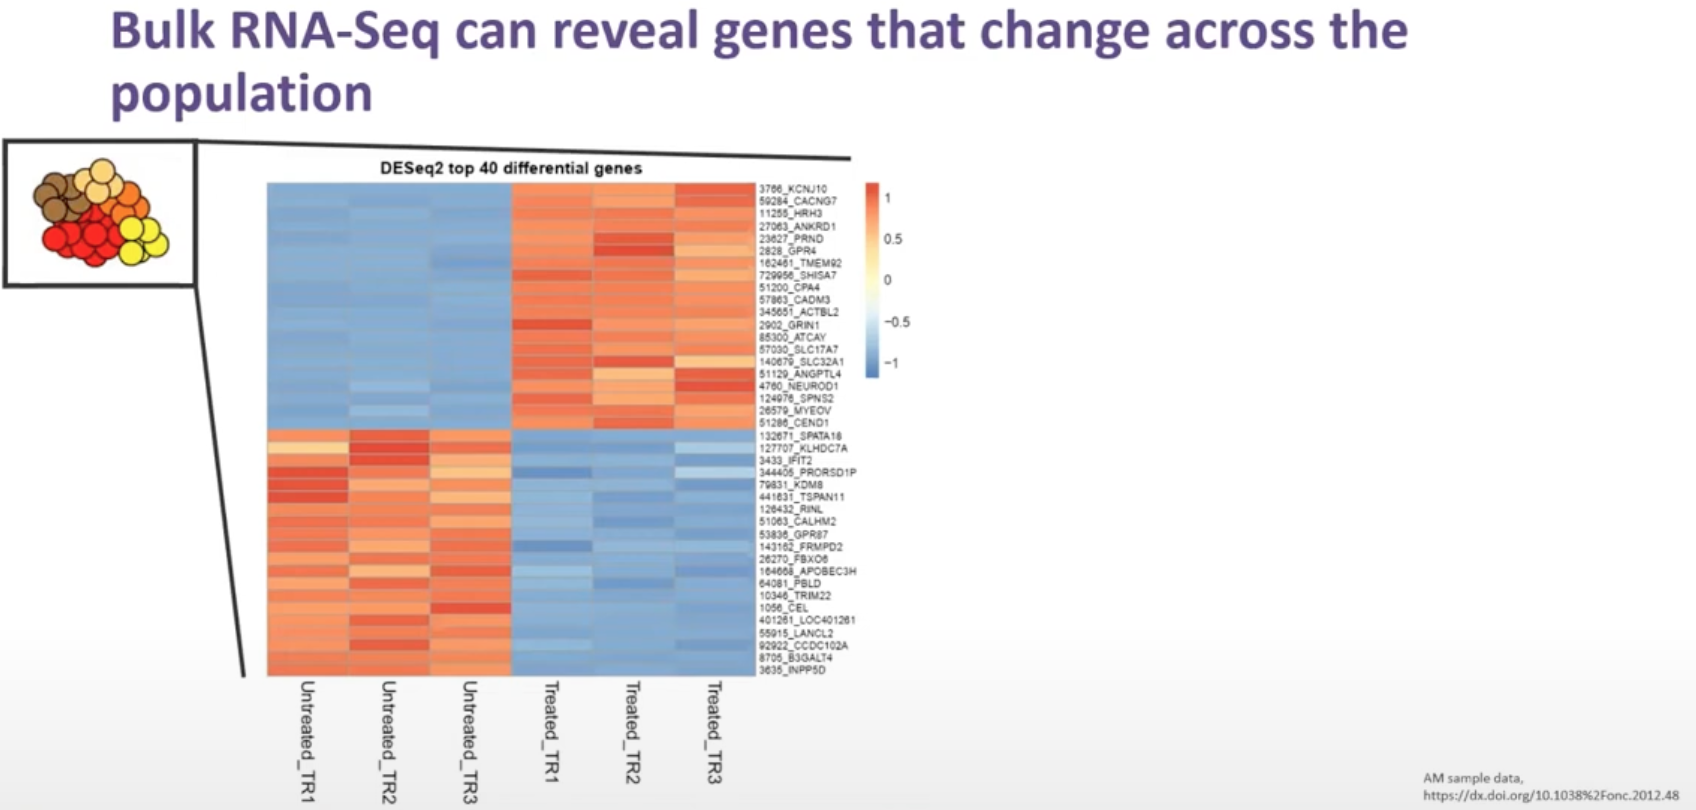 Bulk RNA-Seq can reveal genes that change across the
population
DESeq2 top 40 differential genes
3766_KCNJ10
59284_CACNG7
11255_HRH3
27063_ANKRD1
23627_PRND
2828_GPR4
162461_TMEM92
729956_SHISA7
51200_CPA4
57863_CADM3
345651_ACTBL2
2902_GRIN1
85300_ATCAY
57030_SLC17A7
140679_SLC32A1
51129_ANGPTL4
4760_NEUROD1
124976_SPNS2
26579_MYEOV
51286_CEND1
132671_SPATA18
127707_KLHDC7A
3433_IFIT2
344405_PRORSD1P
79831_KDM8
441631_TSPAN11
126432_RINL
51063_CALHM2
53836_GPR87
143162_FRMPD2
26270_FBXO6
164668_APOBEC3H
64081_PBLD
10346_TRIM22
1056_CEL
401261_LOC401261
55915_LANCL2
92922_CCDC102A
8705_B3GALT4
3635_INPP5D
1
0.5
0
−0.5
−1
Untreated_TR1
Untreated_TR2
Untreated_TR3
Treated_TR1
Treated_TR2
Treated_TR3
AM sample data,
https://dx.doi.org/10.1038%2Fonc.2012.48